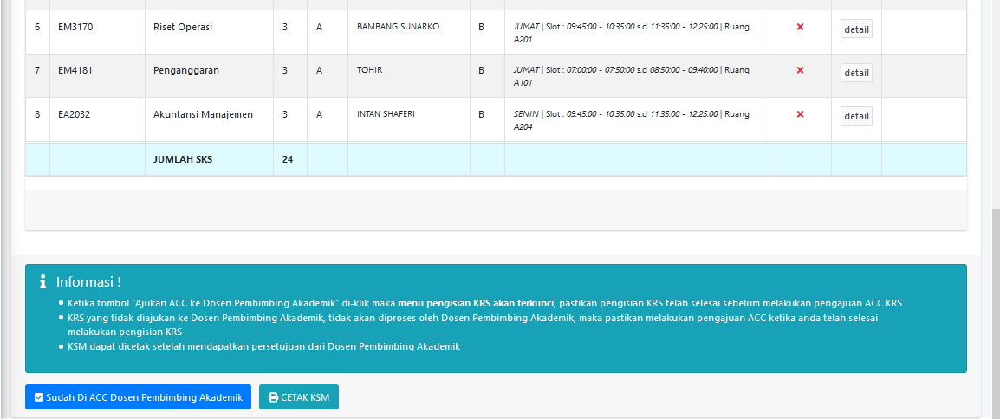 6 EM3170 Riset Operasi 3 A BAMBANG SUNARKO B JUMAT | Slot : 09:45:00 - 10:35:00 s.d 11:35:00 - 12:25:00 | Ruang detail
A201
7 EM4181 Penganggaran 3 A TOHIR B JUMAT | Slot : 07:00:00 - 07:50:00 s.d 08:50:00 - 09:40:00 | Ruang detail
A101
8 EA2032 Akuntansi Manajemen 3 A INTAN SHAFERI B SENIN | Slot : 09:45:00 - 10:35:00 s.d 11:35:00 - 12:25:00 | Ruang detail
A204
JUMLAH SKS 24
Informasi !
Ketika tombol "Ajukan ACC ke Dosen Pembimbing Akademik" di-klik maka menu pengisian KRS akan terkunci, pastikan pengisian KRS telah selesai sebelum melakukan pengajuan ACC KRS
KRS yang tidak diajukan ke Dosen Pembimbing Akademik, tidak akan diproses oleh Dosen Pembimbing Akademik, maka pastikan melakukan pengajuan ACC ketika anda telah selesai
melakukan pengisian KRS
KSM dapat dicetak setelah mendapatkan persetujuan dari Dosen Pembimbing Akademik
Sudah Di ACC Dosen Pembimbing Akademik CETAK KSM